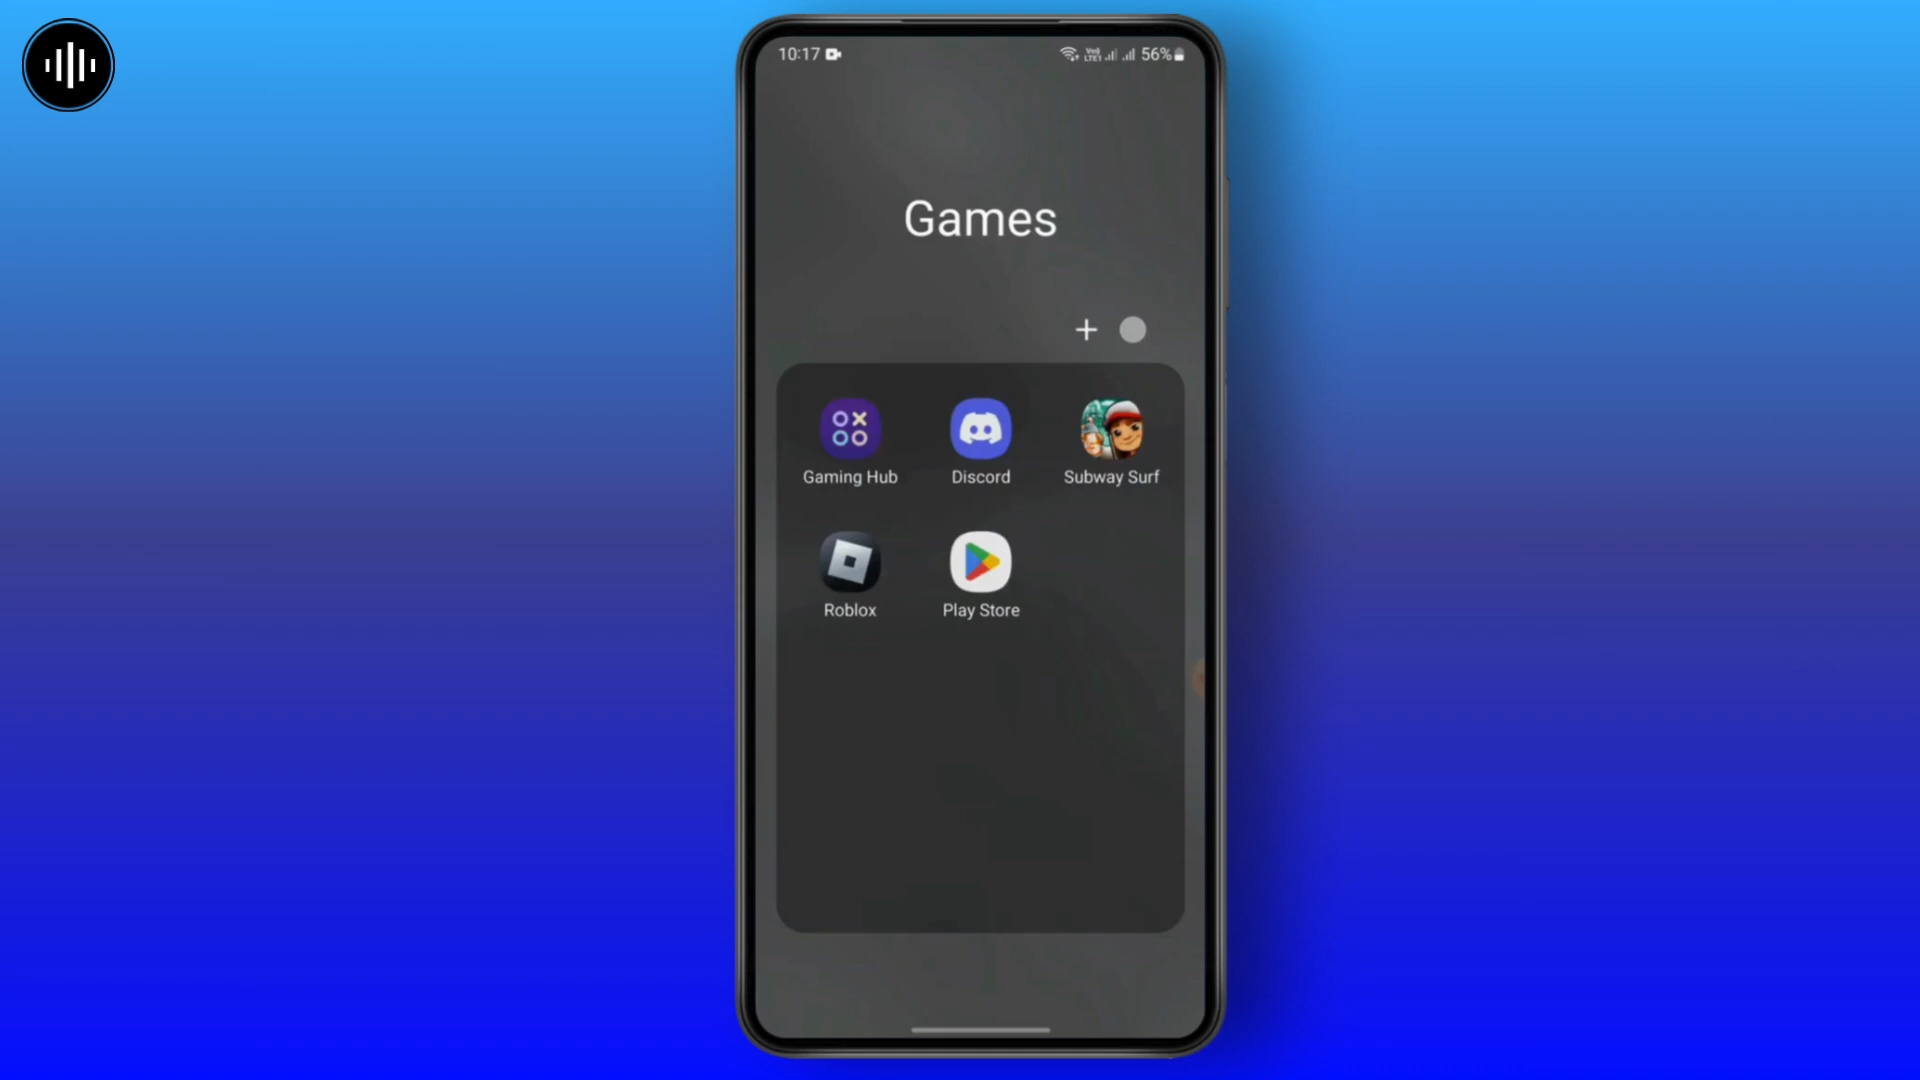 10:17
56%
Games
Gaming Hub
Discord
Subway Surf
Roblox
Play Store